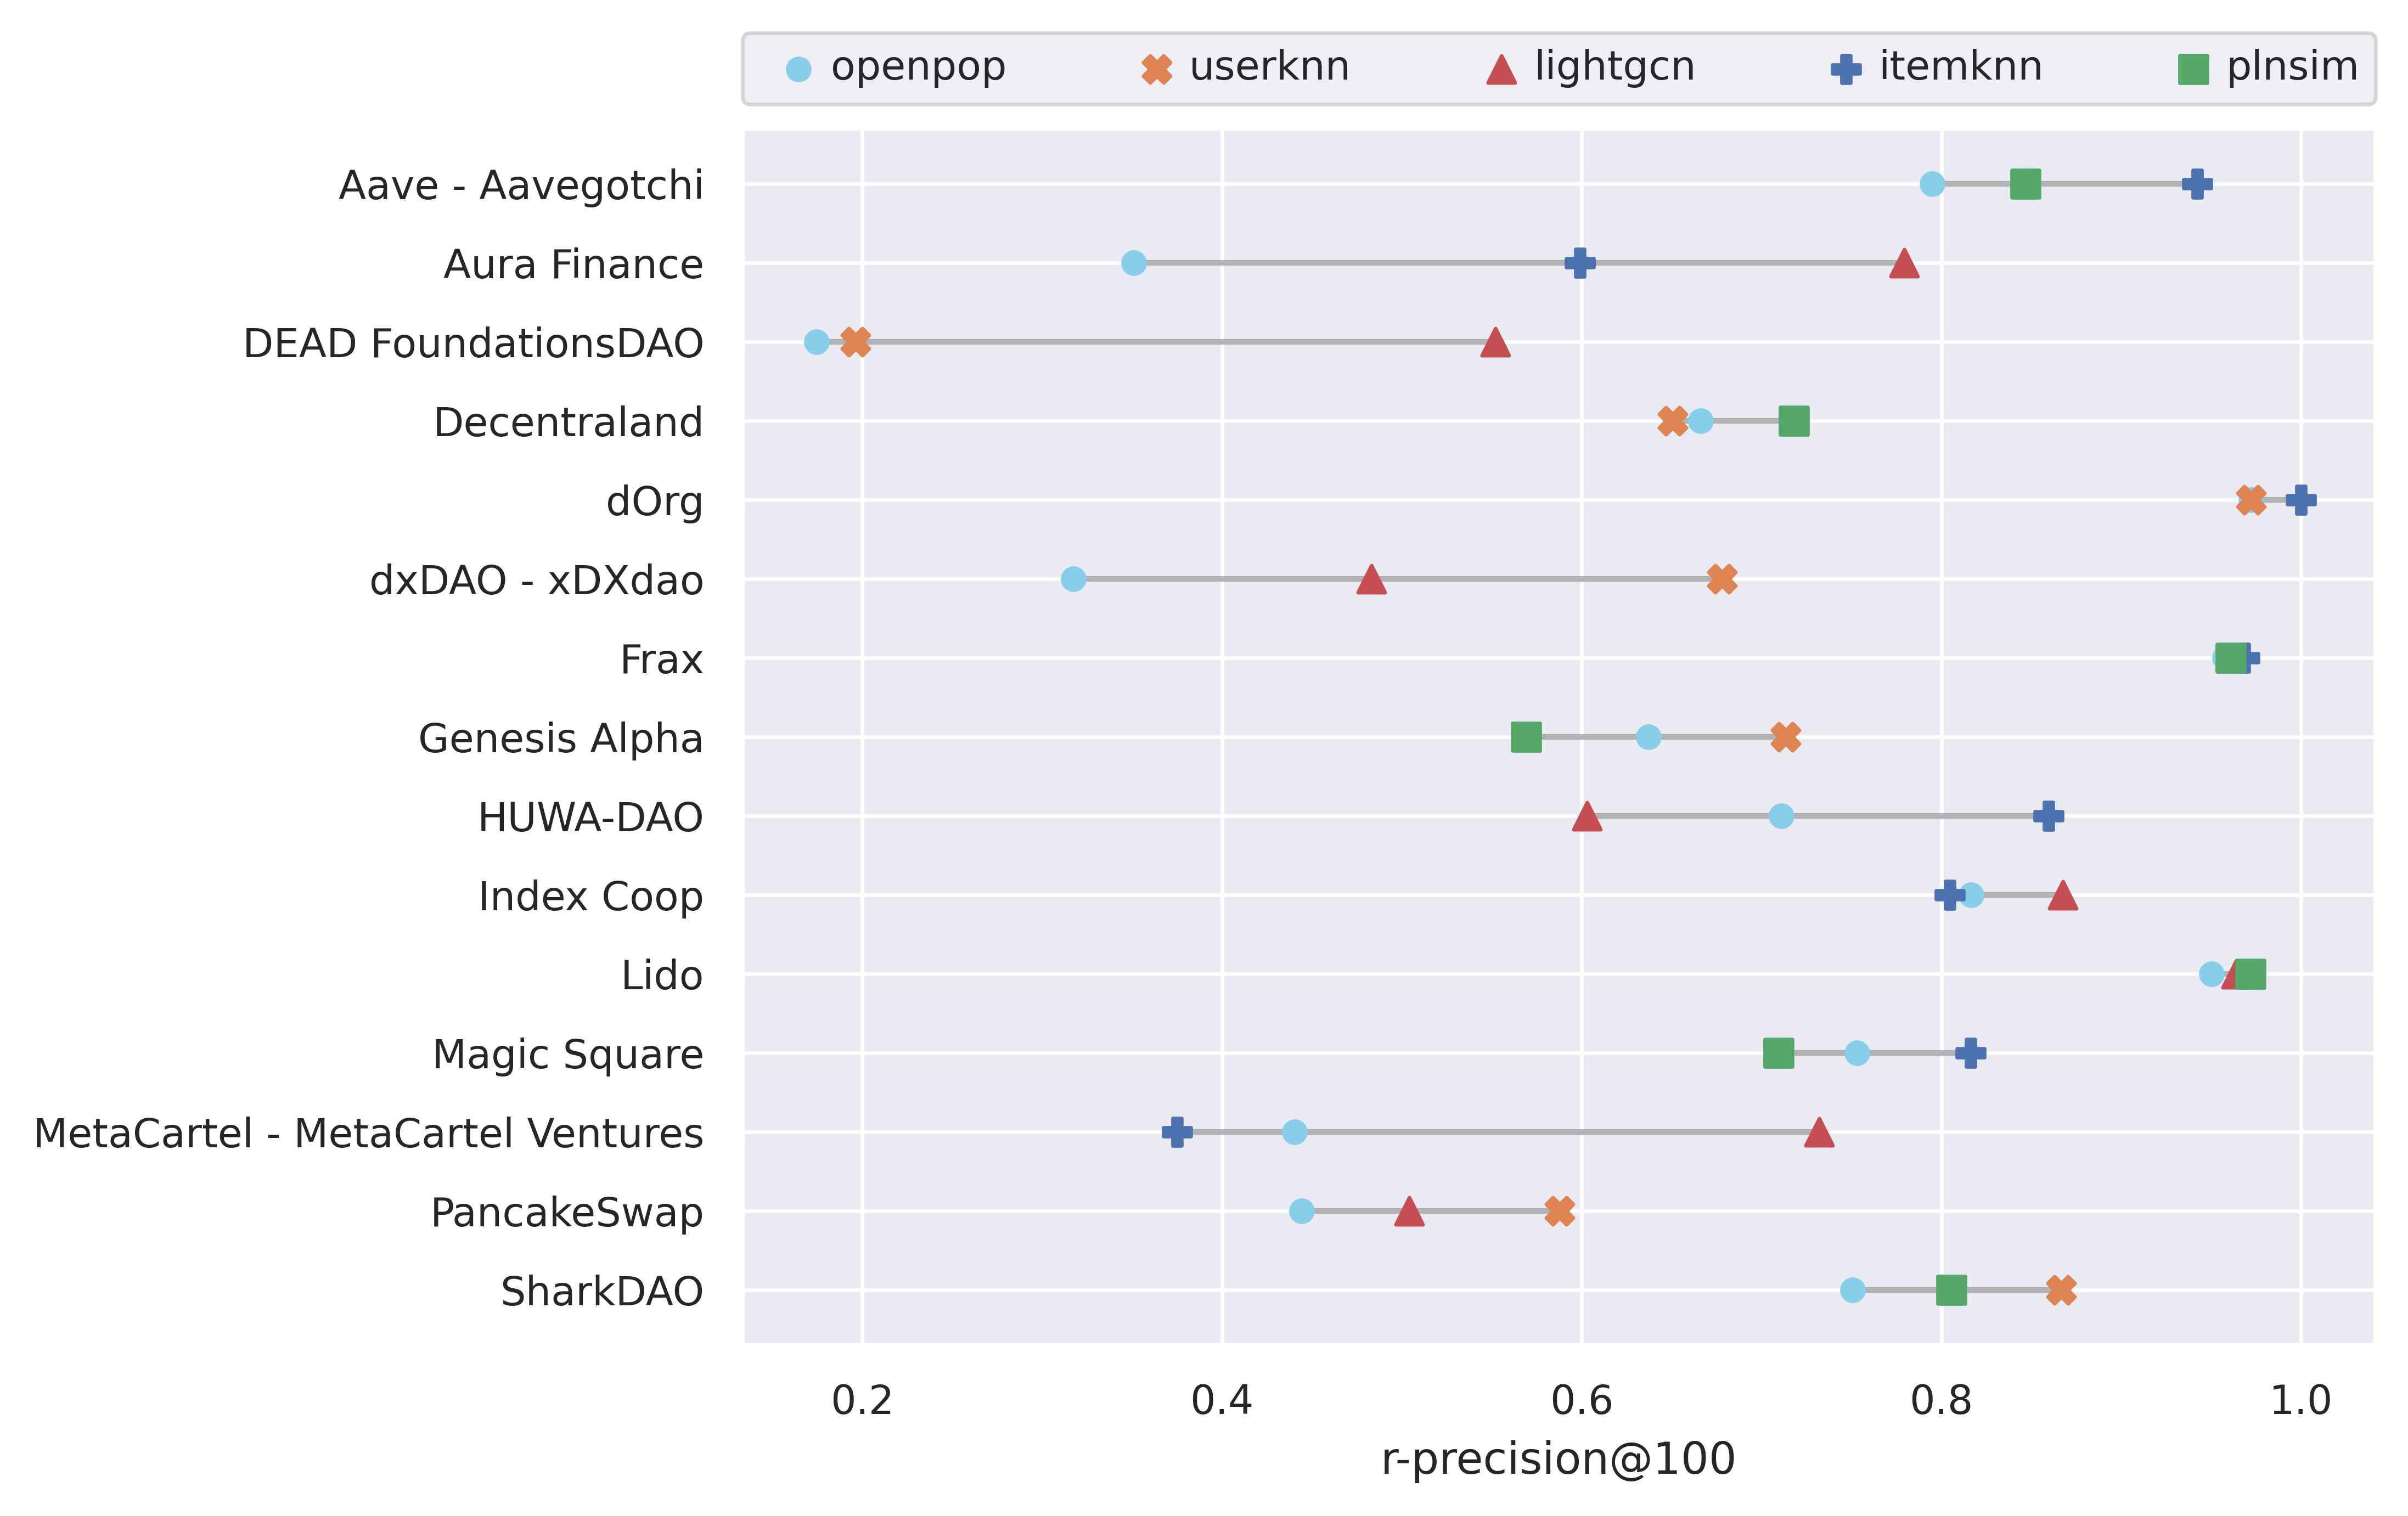 openpop userknn lightgcn itemknn plnsim
Aave - Aavegotchi
Aura Finance
DEAD FoundationsDAO
Decentraland
dOrg
dxDAO - xDXdao
Frax
Genesis Alpha
HUWA-DAO
Index Coop
Lido
Magic Square
MetaCartel - MetaCartel Ventures
PancakeSwap
SharkDAO
0.2 0.4 0.6 0.8 1.0
r-precision@100